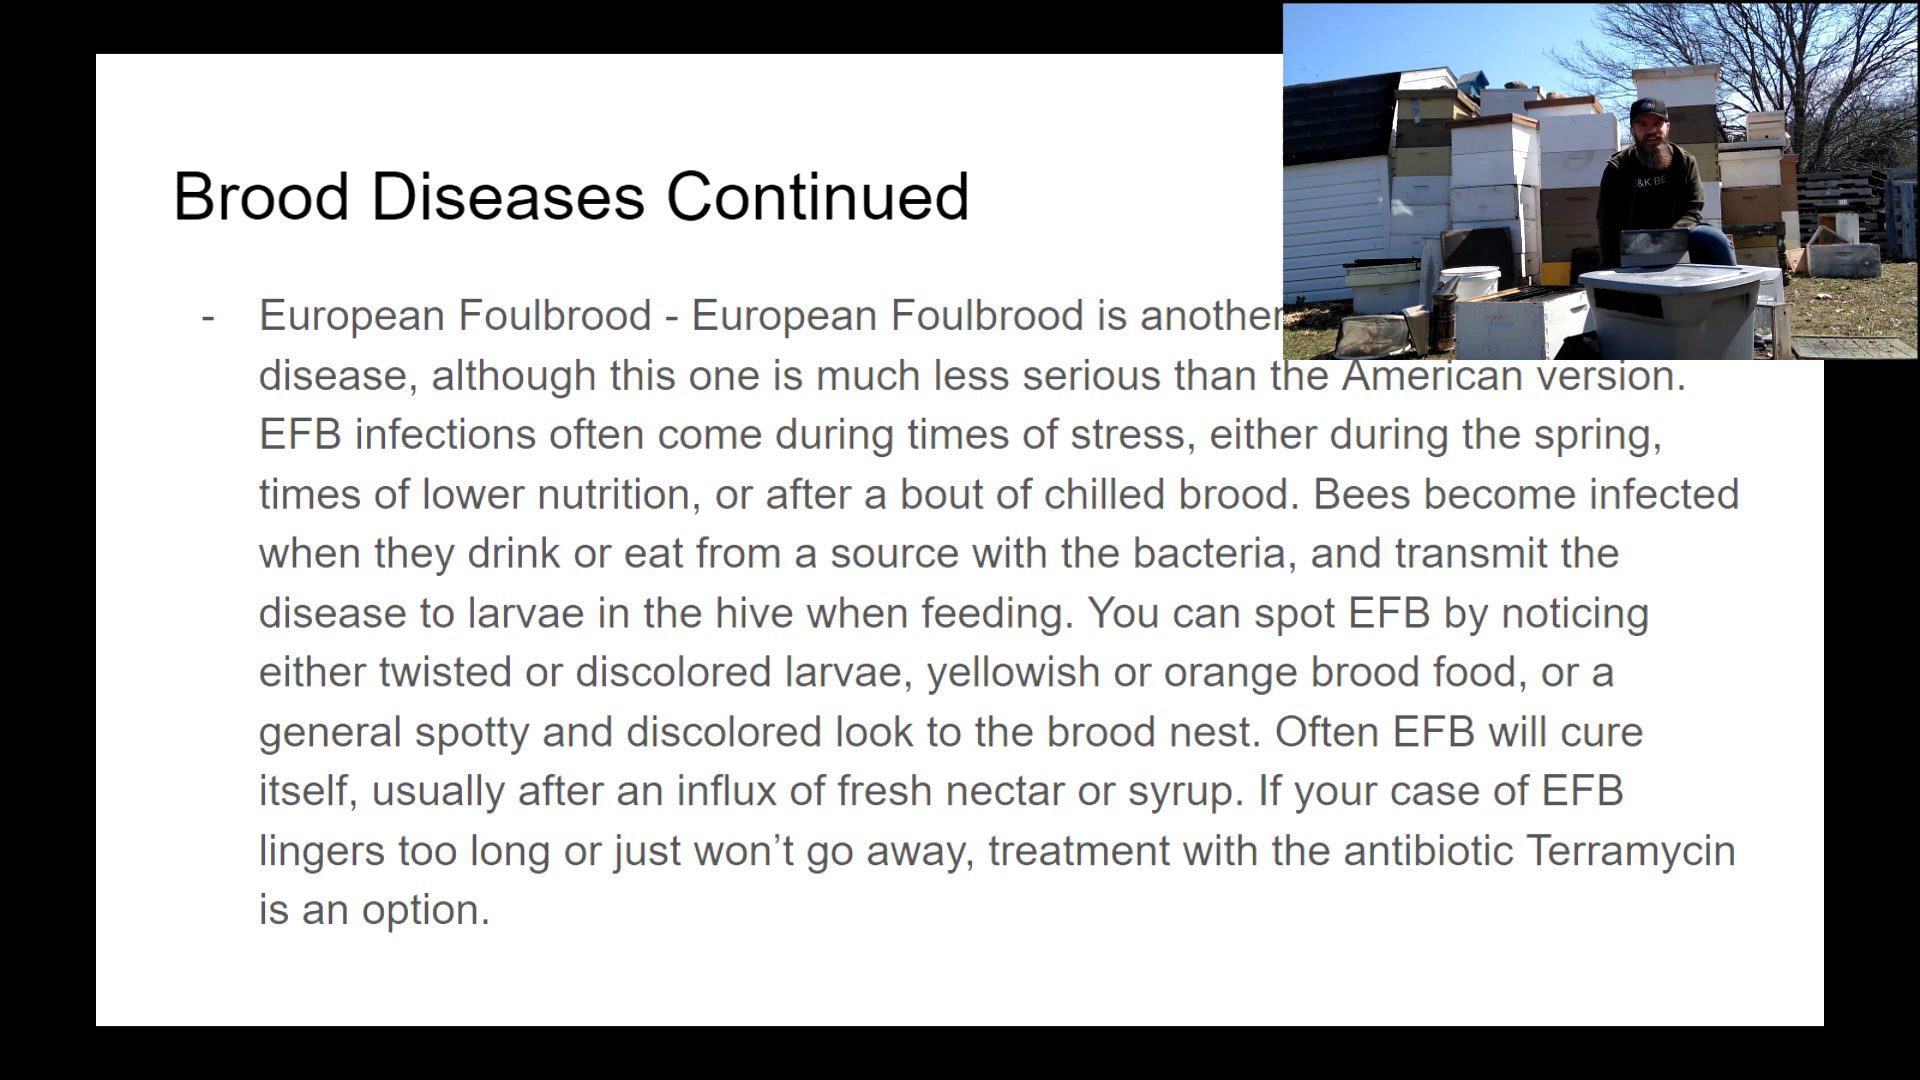 Brood Diseases Continued
- European Foulbrood - European Foulbrood is another
disease, although this one is much less serious than the American version.
EFB infections often come during times of stress, either during the spring,
times of lower nutrition, or after a bout of chilled brood. Bees become infected
when they drink or eat from a source with the bacteria, and transmit the
disease to larvae in the hive when feeding. You can spot EFB by noticing
either twisted or discolored larvae, yellowish or orange brood food, or a
general spotty and discolored look to the brood nest. Often EFB will cure
itself, usually after an influx of fresh nectar or syrup. If your case of EFB
lingers too long or just won’t go away, treatment with the antibiotic Terramycin
is an option.